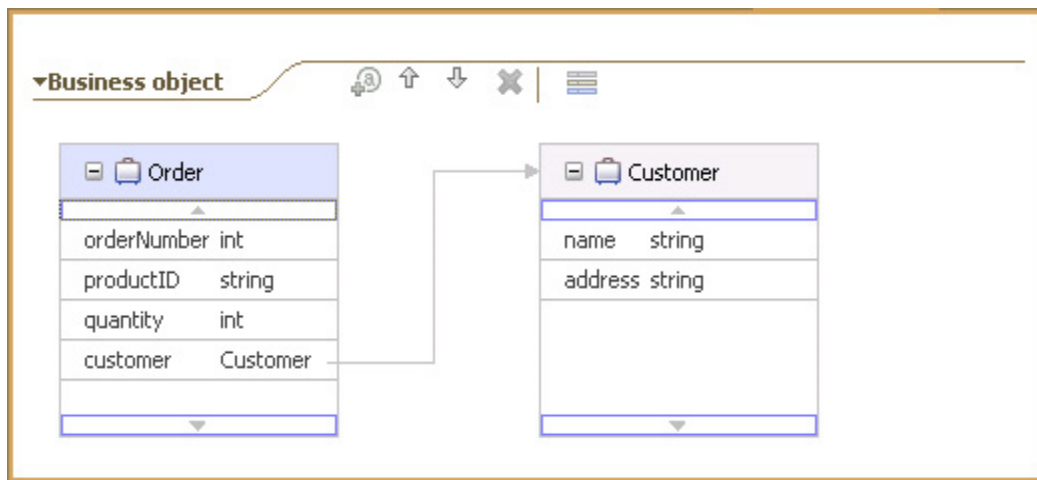 Business object
Order
orderNumber int
productID string
quantity int
customer Customer
Customer
name string
address string